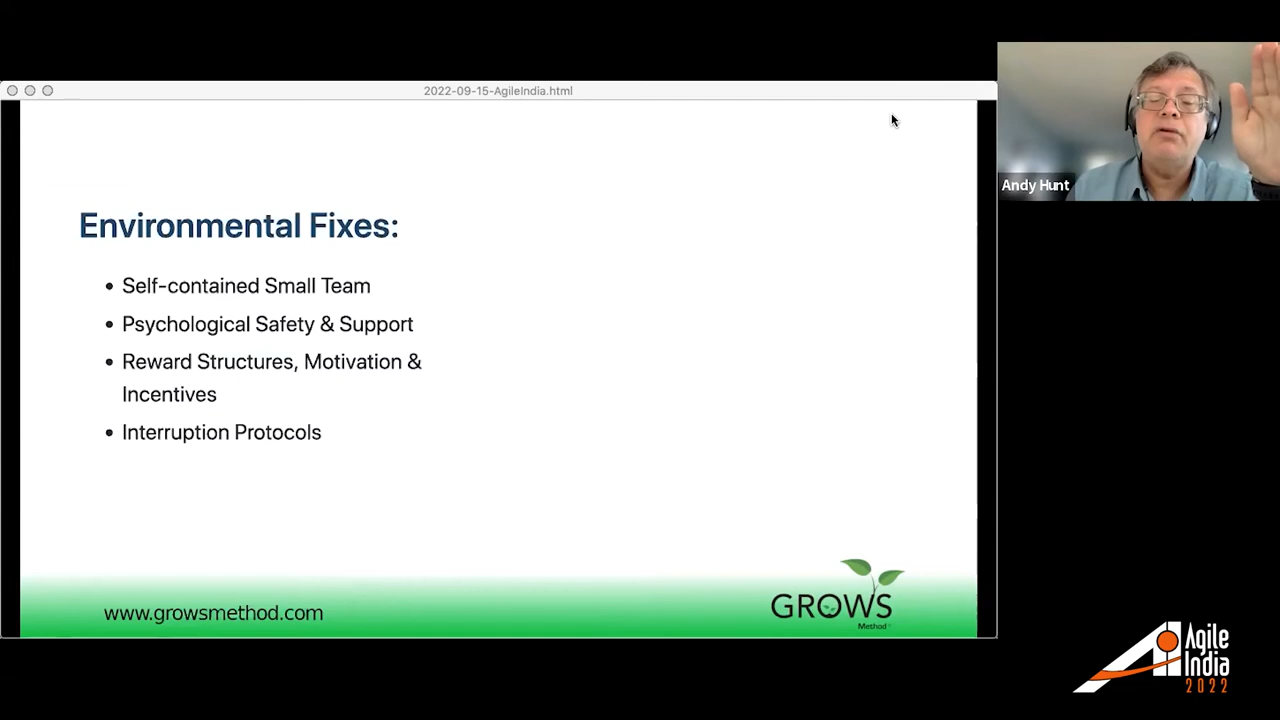 2022-09-15-AgileIndia.html
Andy Hunt
Environmental Fixes:
• Self-contained Small Team
• Psychological Safety & Support
• Reward Structures, Motivation &
Incentives
• Interruption Protocols
www.growsmethod.com
GROWS
Method
Agile
India
2022